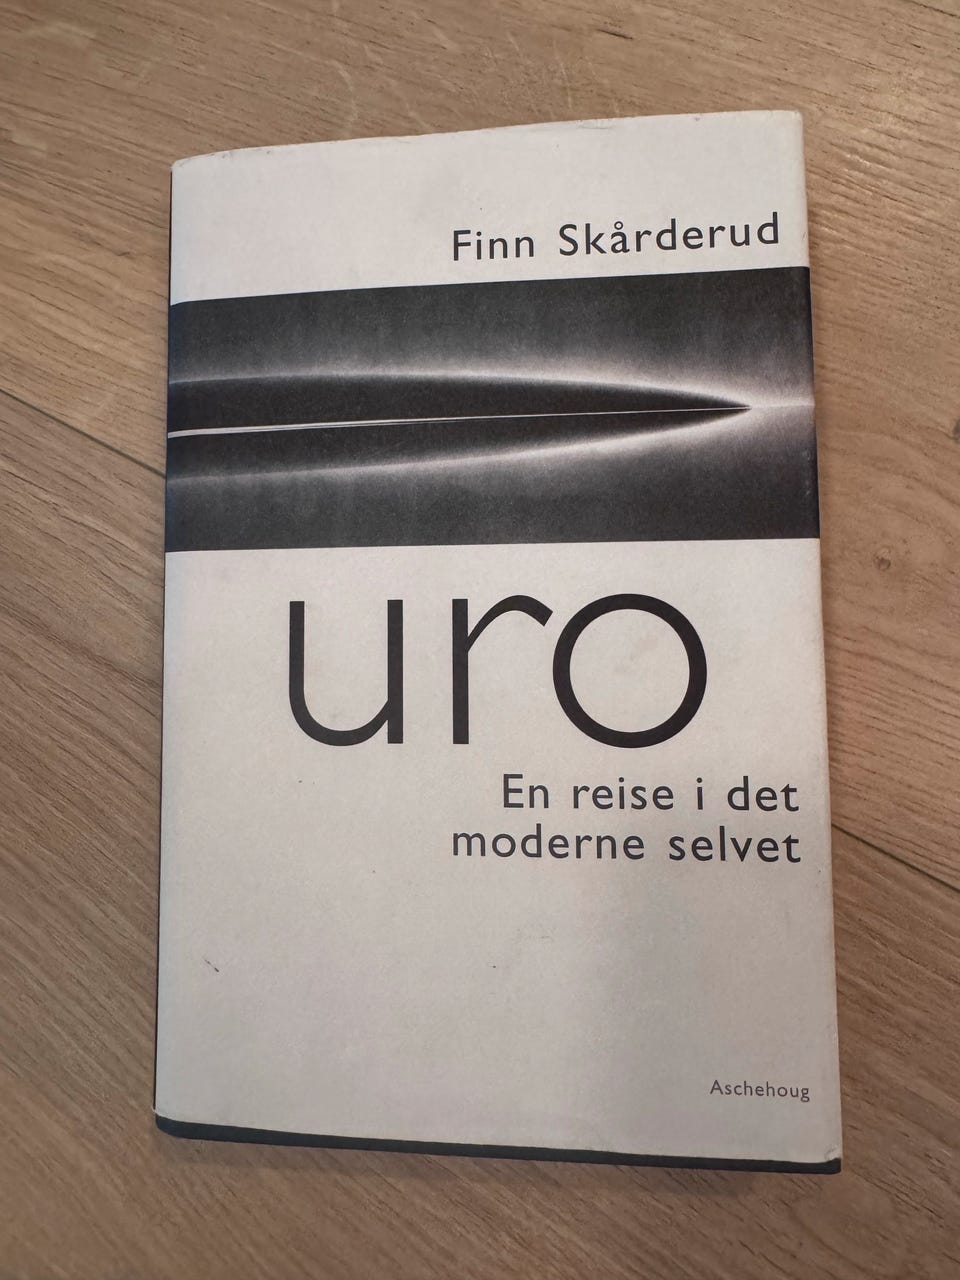 Finn Skårderud
uro
En reise i det
moderne selvet
Aschehoug